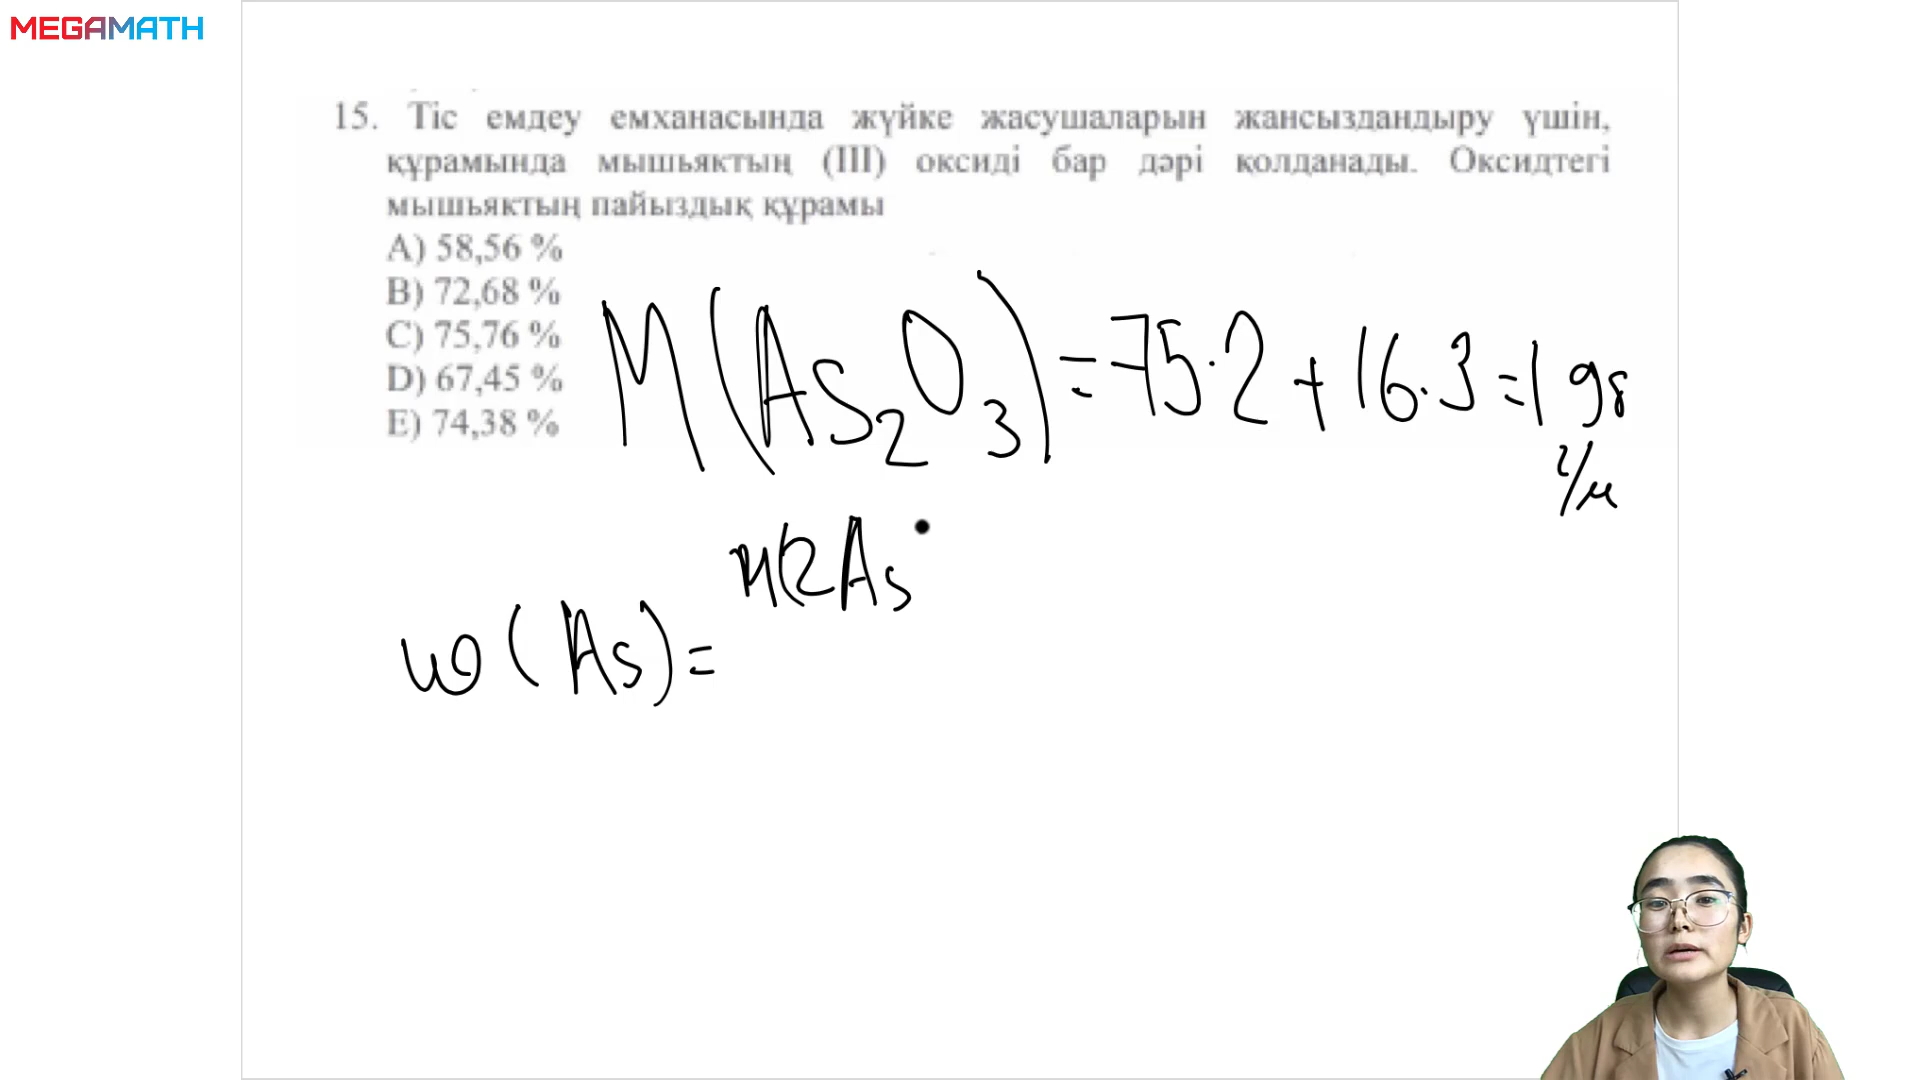 MEGAMATH
15. Тіс емдеу емханасында жүйке жасушаларын жансыздандыру үшін,
құрамында мышьяктың (III) оксиді бар дәрі қолданады. Оксидтегі
мышьяктың пайыздық құрамы
A) 58,56 %
B) 72,68 %
C) 75,76 %
D) 67,45 %
E) 74,38 %
M(As₂O₃)=75·2+16·3=198
г/м
M(2As
ω(As)=